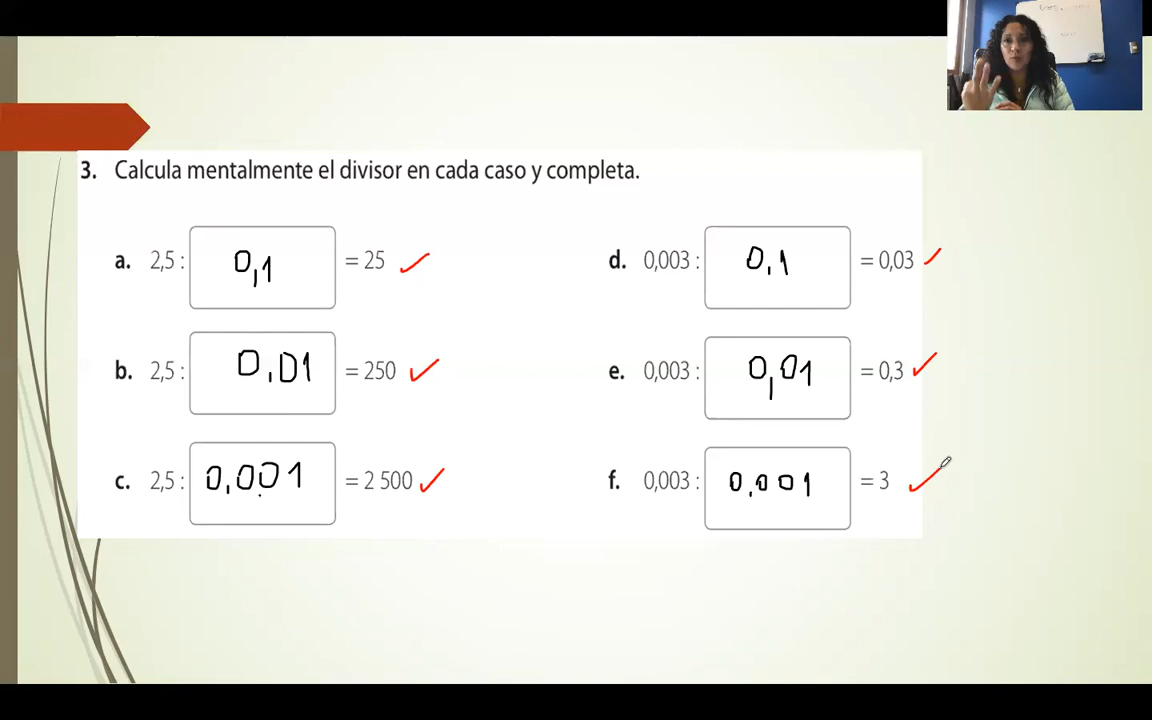 3. Calcula mentalmente el divisor en cada caso y completa.
a. 2,5 : 0,1 = 25
d. 0,003 : 0,1 = 0,03
b. 2,5 : 0,01 = 250
e. 0,003 : 0,01 = 0,3
c. 2,5 : 0,001 = 2 500
f. 0,003 : 0,001 = 3